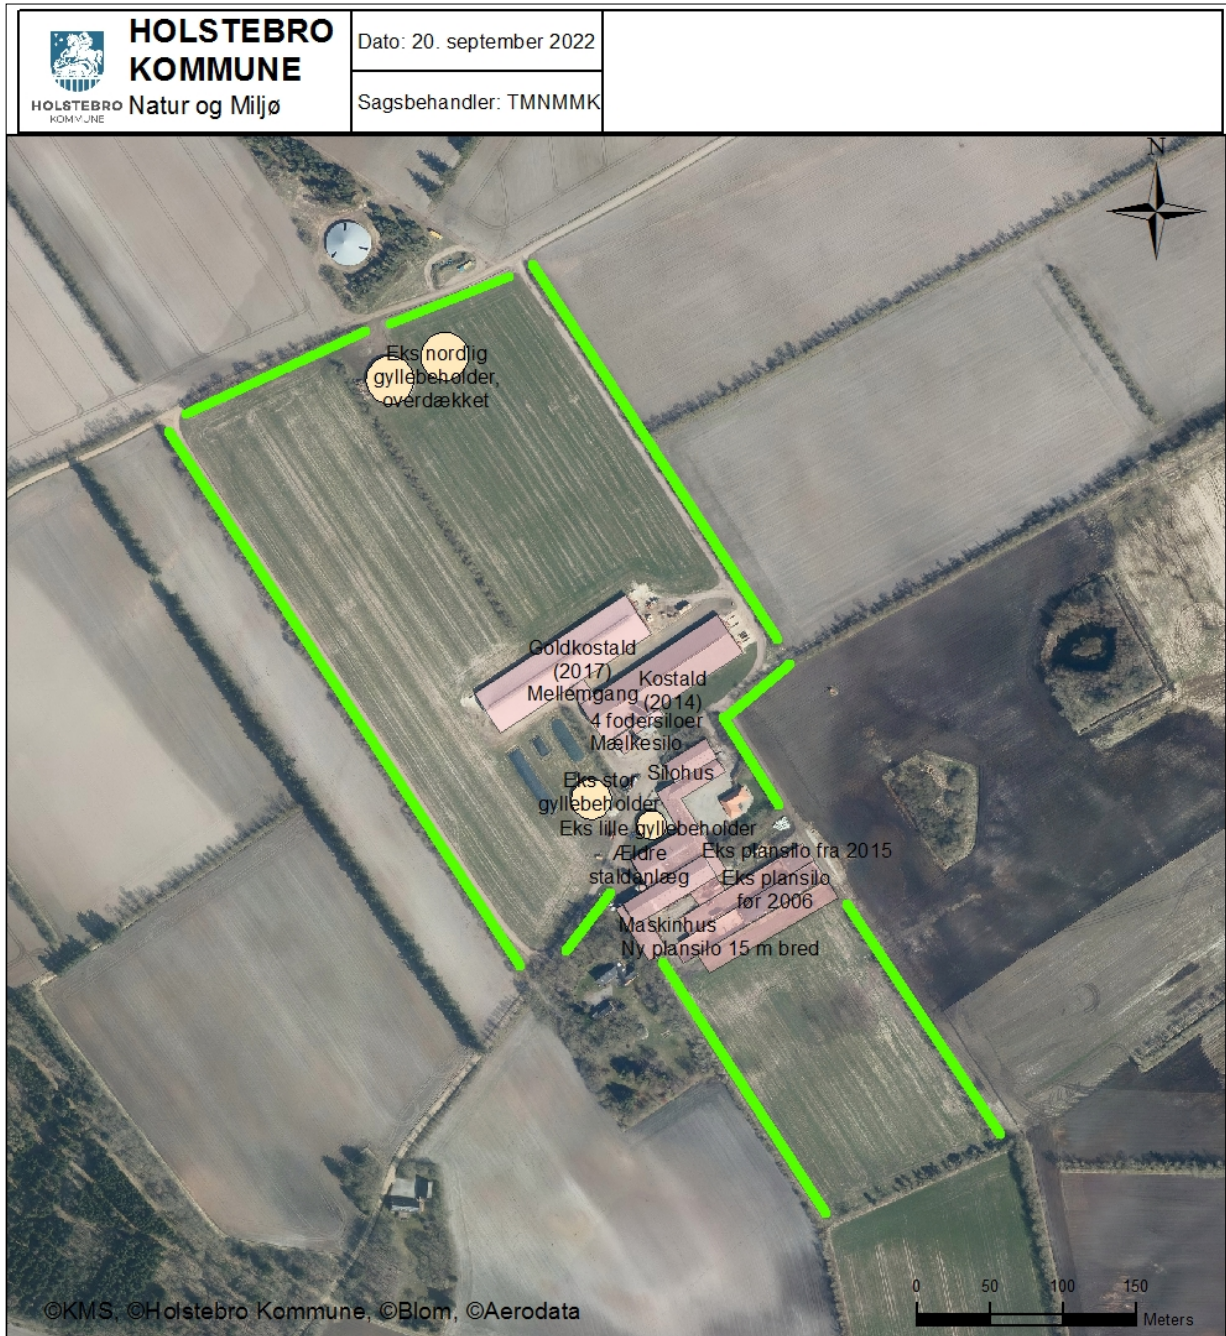 HOLSTEBRO
KOMMUNE
Natur og Miljø
HOLSTEBRO
KOMMUNE
Dato: 20. september 2022
Sagsbehandler: TMNMMK
N
Eks nordlig
gyllebeholder,
overdækket
Goldkostald
(2017)
Mellemgang
Kostald
(2014)
4 fodersiloer
Mælkesilo
Silohus
Eks stor
gyllebeholder
Eks lille gyllebeholder
Ældre
staldanlæg
Eks plansilo fra 2015
Eks plansilo
før 2006
Maskinhus
Ny plansilo 15 m bred
0 50 100 150
Meters
©KMS, ©Holstebro Kommune, ©Blom, ©Aerodata